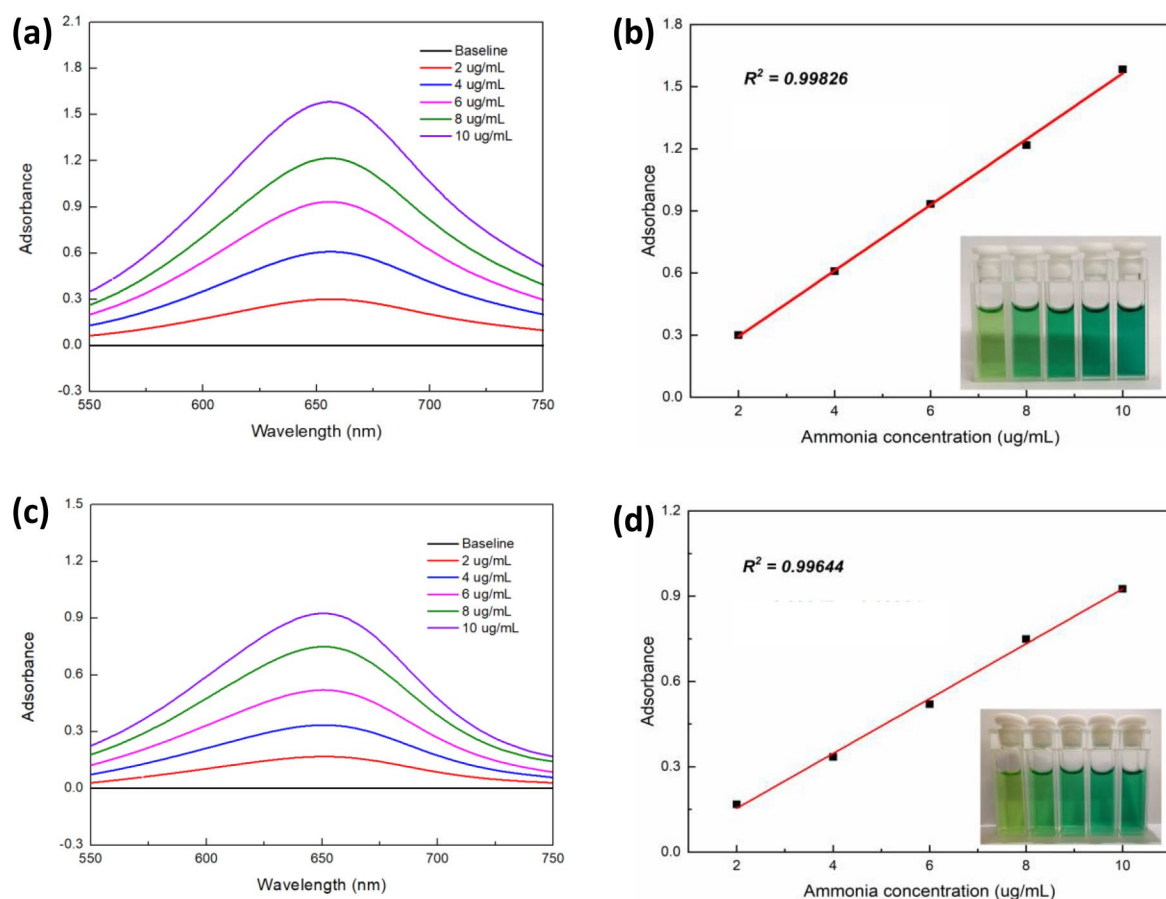 (a)
2.1
1.8
1.5
1.2
0.9
0.6
0.3
0.0
-0.3
Adsorbance
550
600
650
700
750
Wavelength (nm)
Baseline
2 ug/mL
4 ug/mL
6 ug/mL
8 ug/mL
10 ug/mL
(b)
1.8
1.5
1.2
0.9
0.6
0.3
0.0
Adsorbance
R² = 0.99826
2
4
6
8
10
Ammonia concentration (ug/mL)
(c)
1.5
1.2
0.9
0.6
0.3
0.0
-0.3
Adsorbance
550
600
650
700
750
Wavelength (nm)
Baseline
2 ug/mL
4 ug/mL
6 ug/mL
8 ug/mL
10 ug/mL
(d)
1.2
0.9
0.6
0.3
0.0
Adsorbance
R² = 0.99644
2
4
6
8
10
Ammonia concentration (ug/mL)